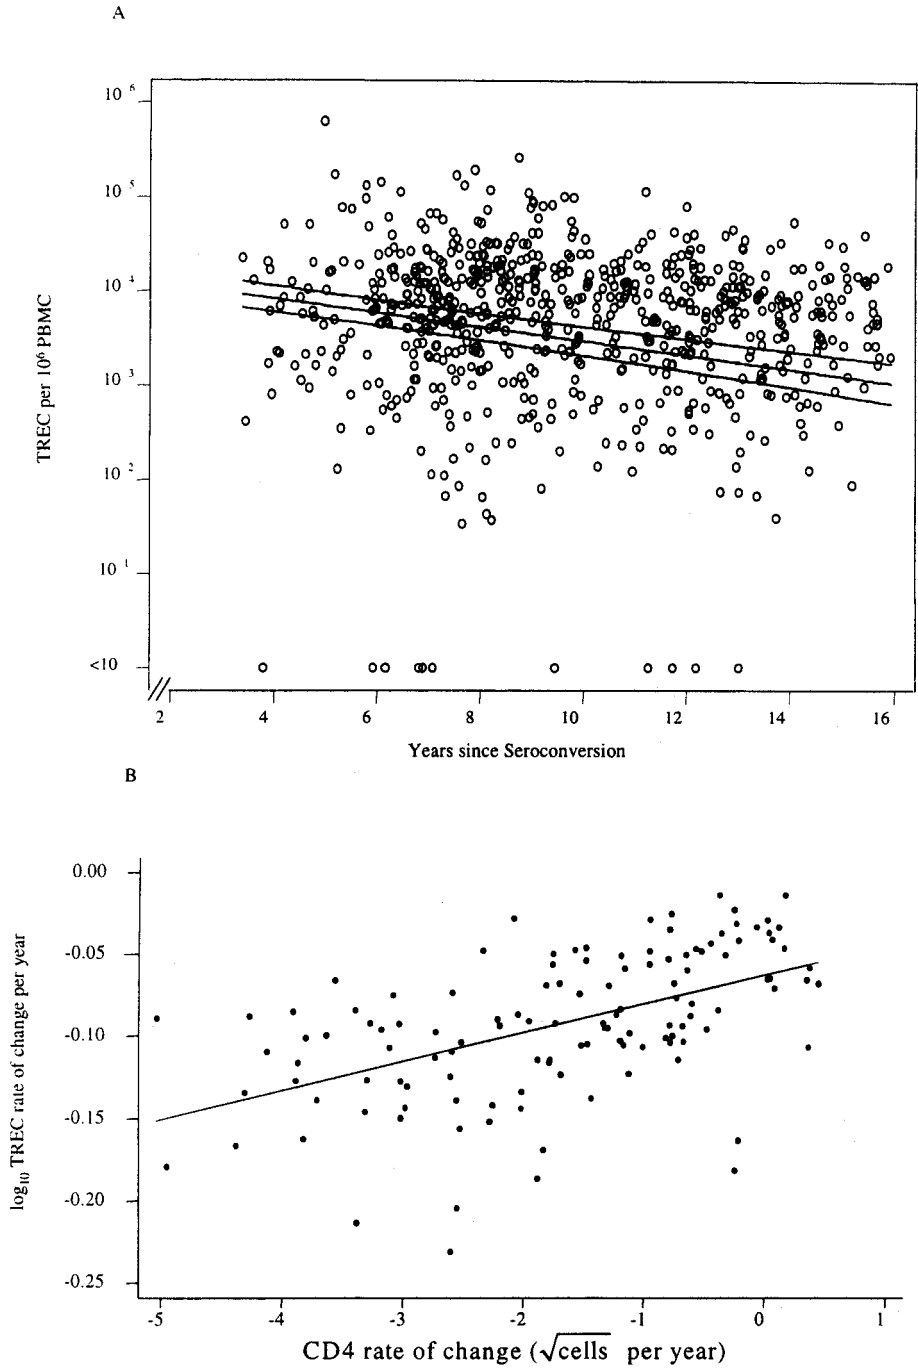 A
10 6
10 5
10 4
10 3
10 2
10 1
<10
TREC per 10⁶ PBMC
2 4 6 8 10 12 14 16
Years since Seroconversion
B
0.00
-0.05
-0.10
-0.15
-0.20
-0.25
log₁₀ TREC rate of change per year
-5 -4 -3 -2 -1 0 1
CD4 rate of change (√cells per year)